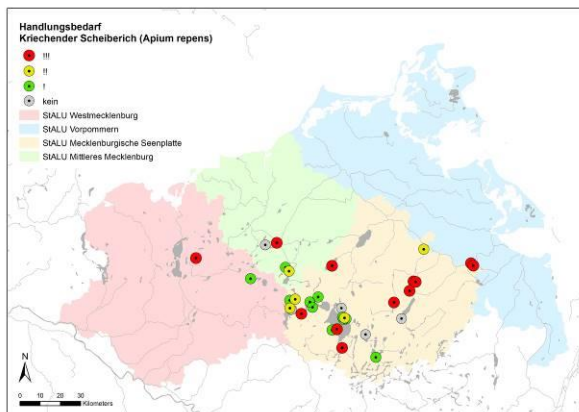 Handlungsbedarf
Kriechender Scheiberich (Apium repens)
!!!
!!
!
kein
StALU Westmecklenburg
StALU Vorpommern
StALU Mecklenburgische Seenplatte
StALU Mittleres Mecklenburg
N
0 5 10 20 30
Kilometers